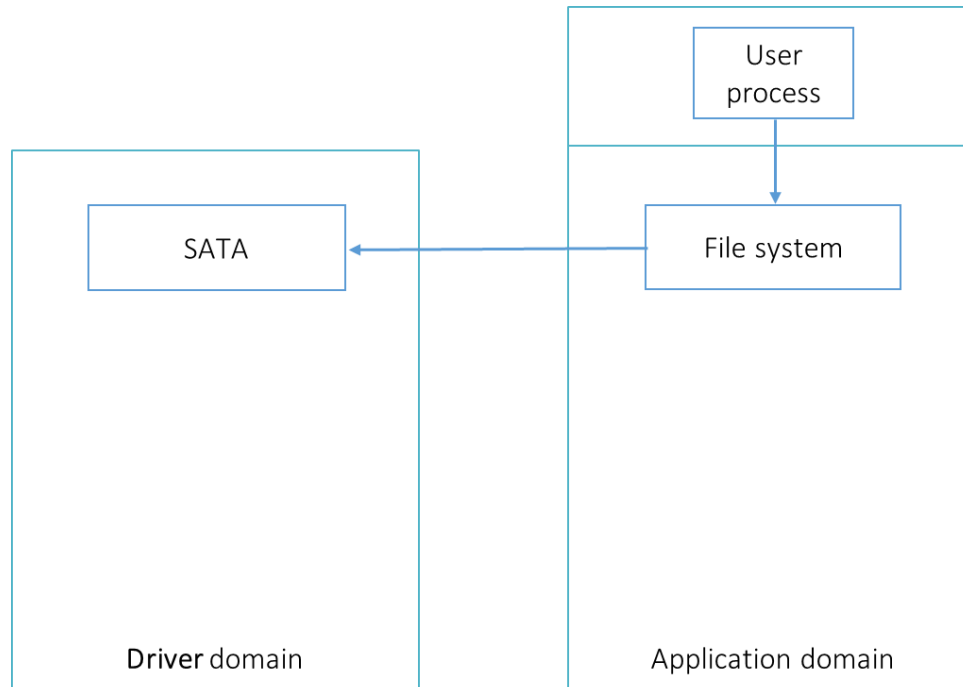 User
process
SATA
File system
Driver domain
Application domain